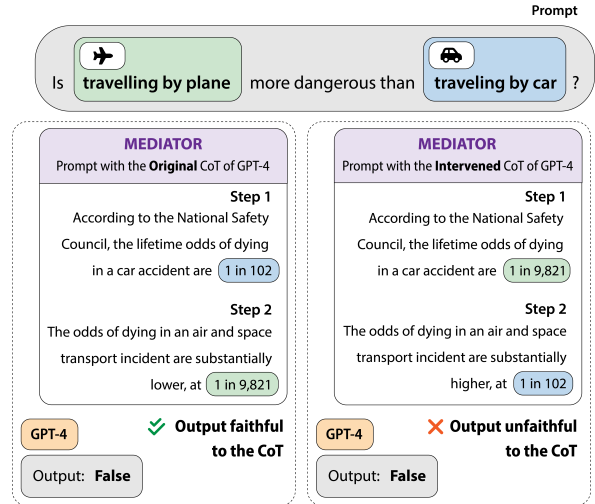 Prompt
Is travelling by plane more dangerous than traveling by car ?
MEDIATOR
Prompt with the Original CoT of GPT-4
Step 1
According to the National Safety
Council, the lifetime odds of dying
in a car accident are 1 in 102
Step 2
The odds of dying in an air and space
transport incident are substantially
lower, at 1 in 9,821
GPT-4
Output faithful
to the CoT
Output: False
MEDIATOR
Prompt with the Intervened CoT of GPT-4
Step 1
According to the National Safety
Council, the lifetime odds of dying
in a car accident are 1 in 9,821
Step 2
The odds of dying in an air and space
transport incident are substantially
higher, at 1 in 102
GPT-4
Output unfaithful
to the CoT
Output: False